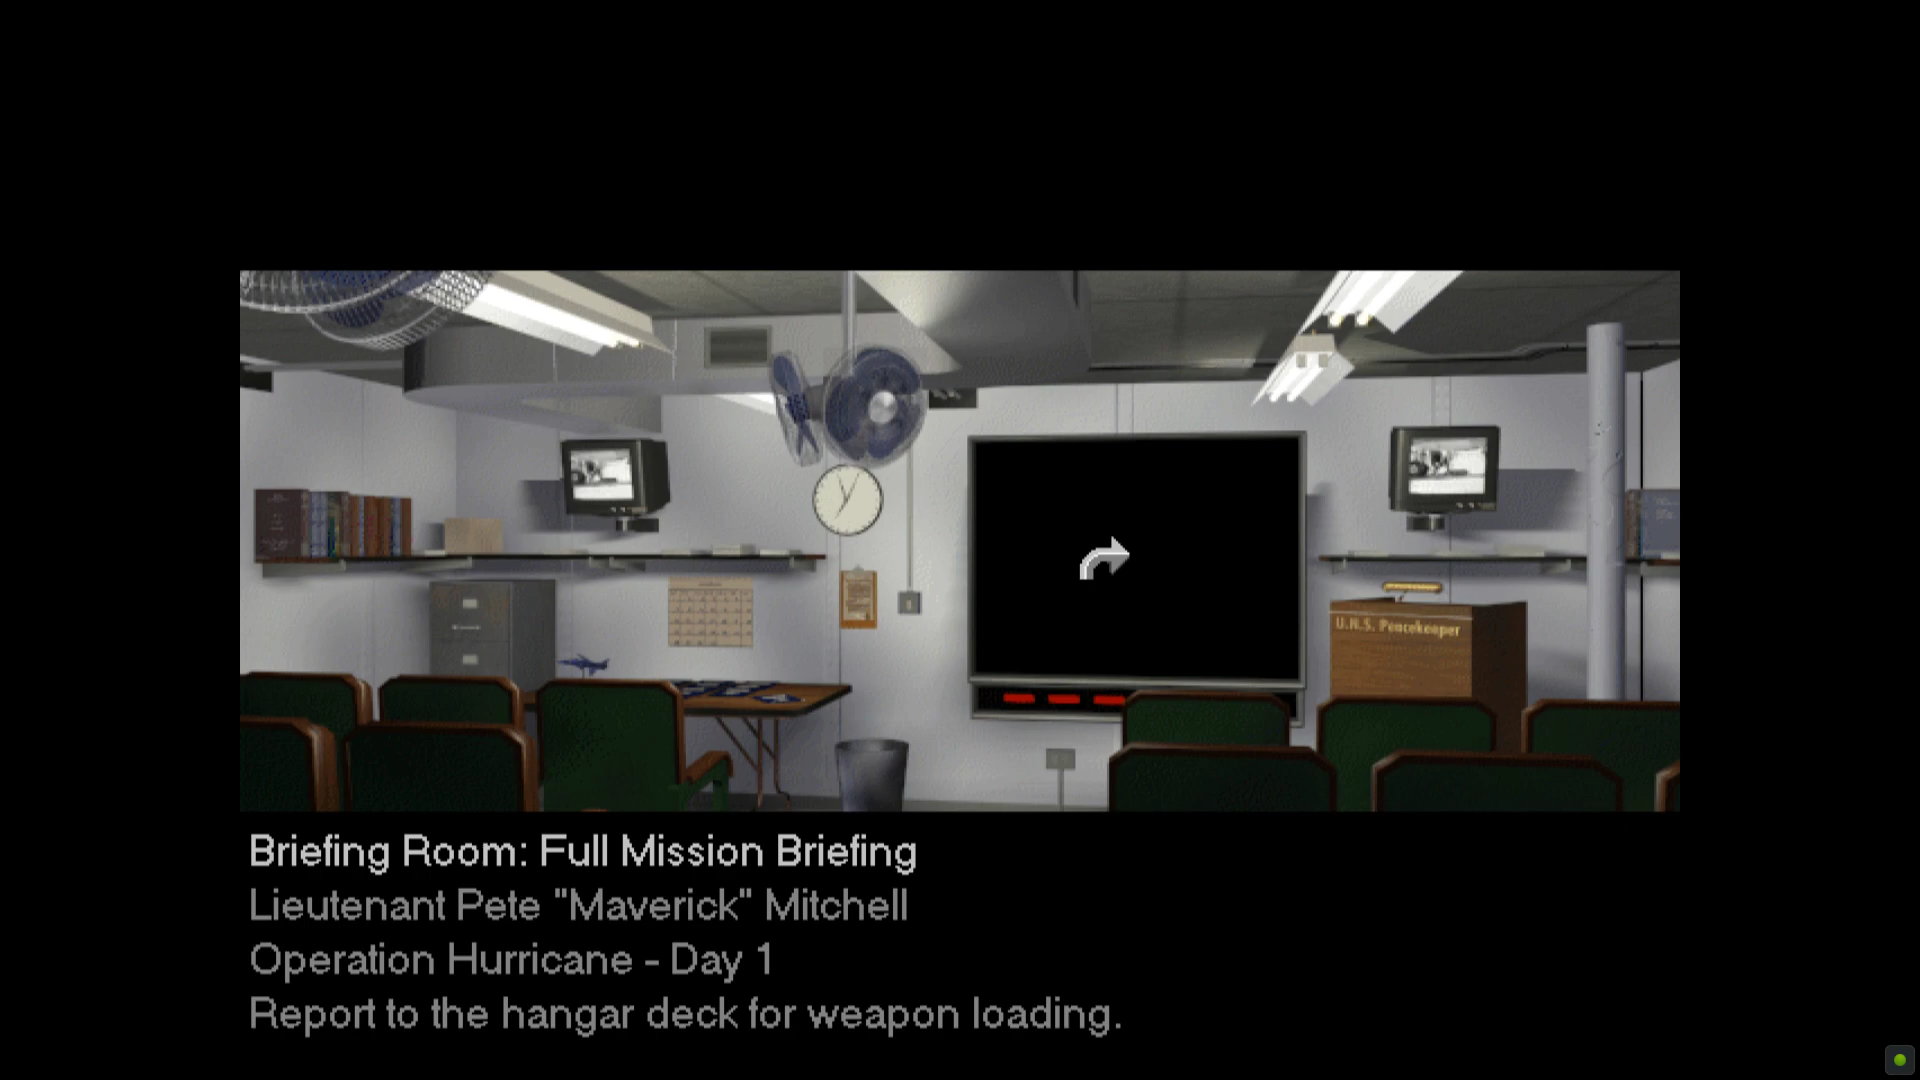 U.N.S. Peacekeeper
Briefing Room: Full Mission Briefing
Lieutenant Pete "Maverick" Mitchell
Operation Hurricane - Day 1
Report to the hangar deck for weapon loading.